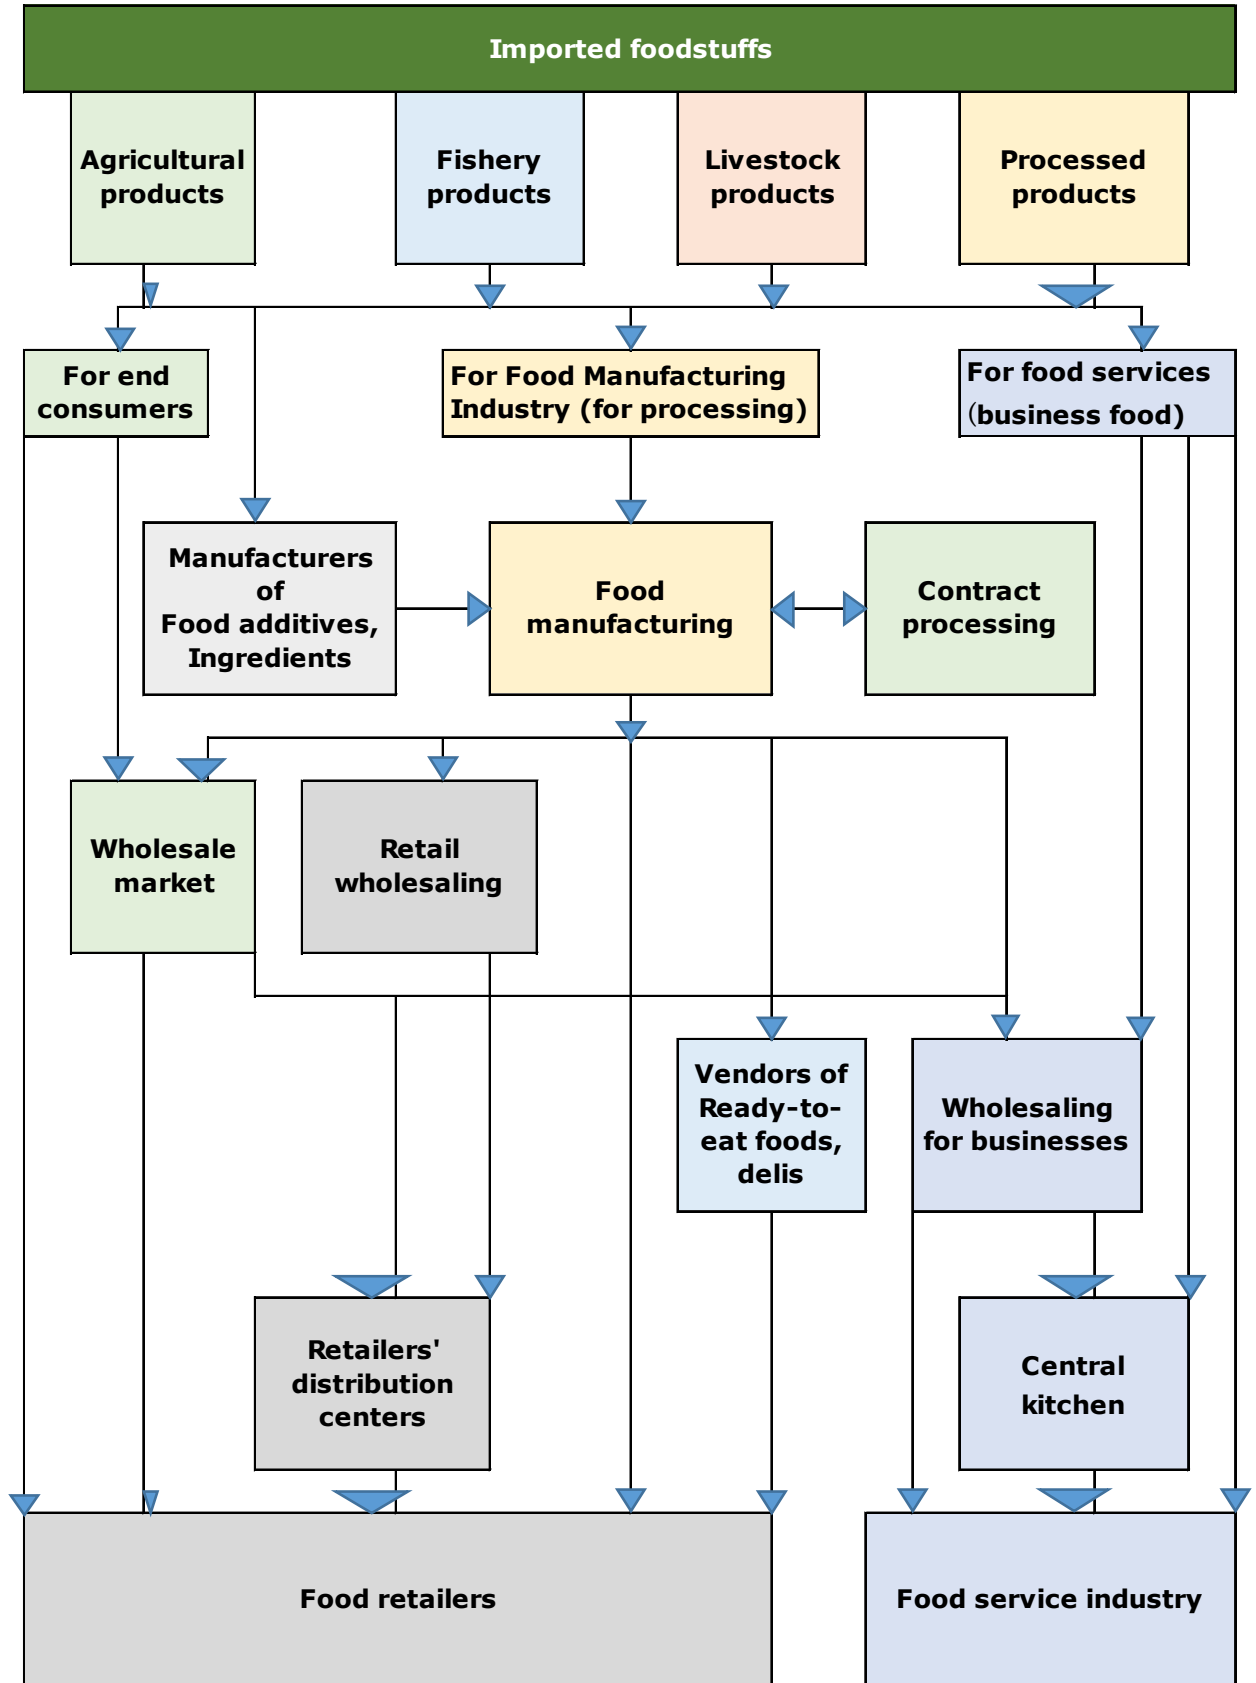 Imported foodstuffs
Agricultural
products
Fishery
products
Livestock
products
Processed
products
For end
consumers
For Food Manufacturing
Industry (for processing)
For food services
(business food)
Manufacturers
of
Food additives,
Ingredients
Food
manufacturing
Contract
processing
Wholesale
market
Retail
wholesaling
Vendors of
Ready-to-
eat foods,
delis
Wholesaling
for businesses
Retailers'
distribution
centers
Central
kitchen
Food retailers
Food service industry